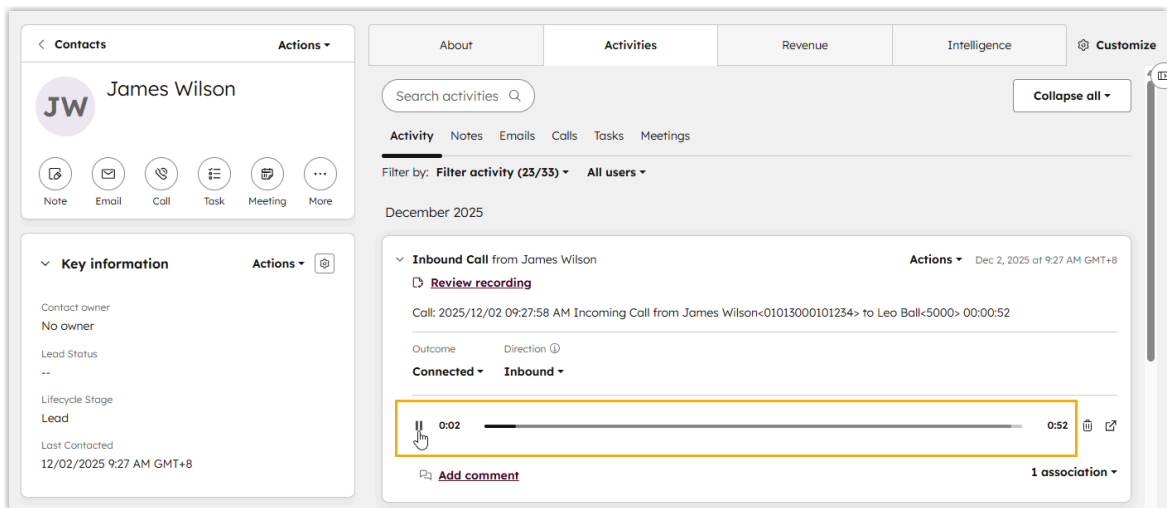 Contacts
Actions
JW
James Wilson
Note
Email
Call
Task
Meeting
More
Key information
Actions
Contact owner
No owner
Lead Status
--
Lifecycle Stage
Lead
Last Contacted
12/02/2025 9:27 AM GMT+8
About
Activities
Revenue
Intelligence
Customize
Search activities
Collapse all
Activity Notes Emails Calls Tasks Meetings
Filter by: Filter activity (23/33) All users
December 2025
Inbound Call from James Wilson
Actions Dec 2, 2025 at 9:27 AM GMT+8
Review recording
Call: 2025/12/02 09:27:58 AM Incoming Call from James Wilson<01013000101234> to Leo Ball<5000> 00:00:52
Outcome Direction
Connected Inbound
0:02 0:52
Add comment
1 association